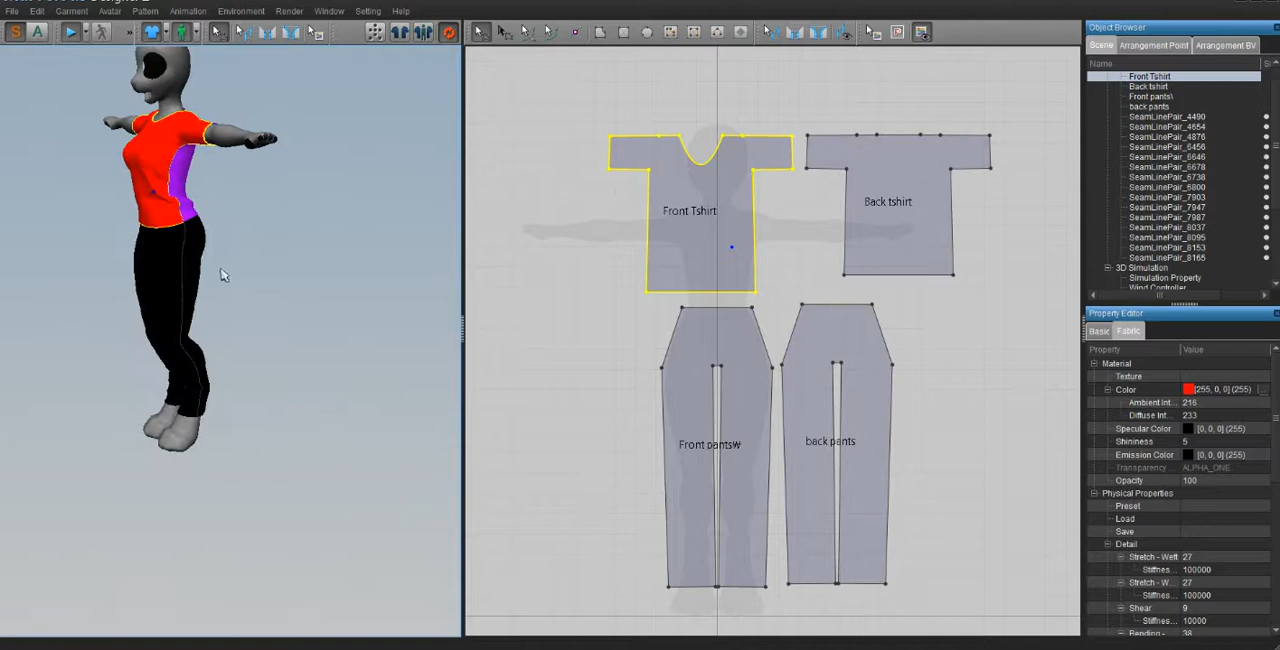 File Edit Garment Avatar Pattern Animation Environment Render Window Setting Help
S A
Front Tshirt
Back tshirt
Front pants\
back pants
Object Browser
Scene Arrangement Point Arrangement BV
Name
Front Tshirt
Back tshirt
Front pants\
back pants
SeamLinePair_4490
SeamLinePair_4654
SeamLinePair_4876
SeamLinePair_6456
SeamLinePair_6646
SeamLinePair_6678
SeamLinePair_6738
SeamLinePair_6800
SeamLinePair_7903
SeamLinePair_7947
SeamLinePair_7987
SeamLinePair_8037
SeamLinePair_8095
SeamLinePair_8153
SeamLinePair_8165
3D Simulation
Simulation Property
Wind Controller
Property Editor
Basic Fabric
Property Value
Material
Texture
Color [255, 0, 0] (255)
Ambient Int... 216
Diffuse Int... 233
Specular Color [0, 0, 0] (255)
Shininess 5
Emission Color [0, 0, 0] (255)
Transparency ALPHA_ONE
Opacity 100
Physical Properties
Preset
Load
Save
Detail
Stretch - Weft 27
Stiffnes... 100000
Stretch - W... 27
Stiffnes... 100000
Shear 9
Stiffnes... 10000
Bending - 38